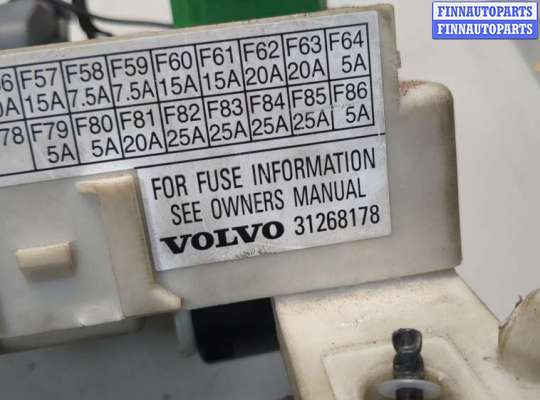 FINNAUTOPARTS
FINNAUTOPARTS
F57 F58 F59 F60 F61 F62 F63 F64
15A 7.5A 7.5A 15A 15A 20A 20A 5A
78 F79 F80 F81 F82 F83 F84 F85 F86
5A 5A 20A 25A 25A 25A 25A 5A
FOR FUSE INFORMATION
SEE OWNERS MANUAL
VOLVO 31268178